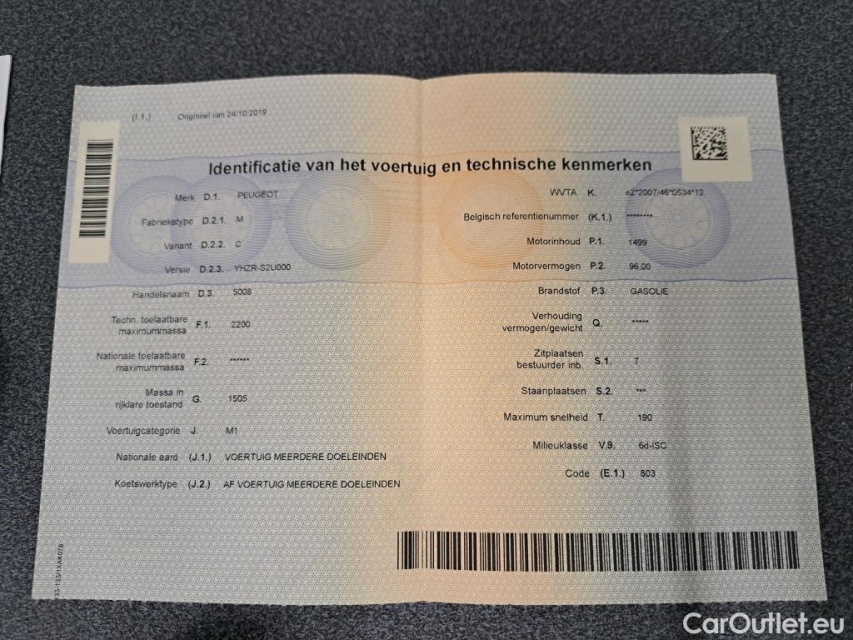 (I.1.) Origineel van 24/10/2019
Identificatie van het voertuig en technische kenmerken
Merk D.1. PEUGEOT
Fabriekstype D.2.1. M
Variant D.2.2. C
Versie D.2.3. YHZR-S2U000
Handelsnaam D.3. 5008
Techn. toelaatbare
maximummassa F.1. 2200
Nationale toelaatbare
maximummassa F.2. ******
Massa in
rijklare toestand G. 1505
Voertuigcategorie J. M1
Nationale aard (J.1.) VOERTUIG MEERDERE DOELEINDEN
Koetswerktype (J.2.) AF VOERTUIG MEERDERE DOELEINDEN
WVTA K. e2*2007/46*0534*12
Belgisch referentienummer (K.1.) ********
Motorinhoud P.1. 1499
Motorvermogen P.2. 96.00
Brandstof P.3. GASOLIE
Verhouding
vermogen/gewicht Q. *****
Zitplaatsen
bestuurder inb. S.1. 7
Staanplaatsen S.2. ***
Maximum snelheid T. 190
Milieuklasse V.9. 6d-ISC
Code (E.1.) 803
CarOutlet.eu